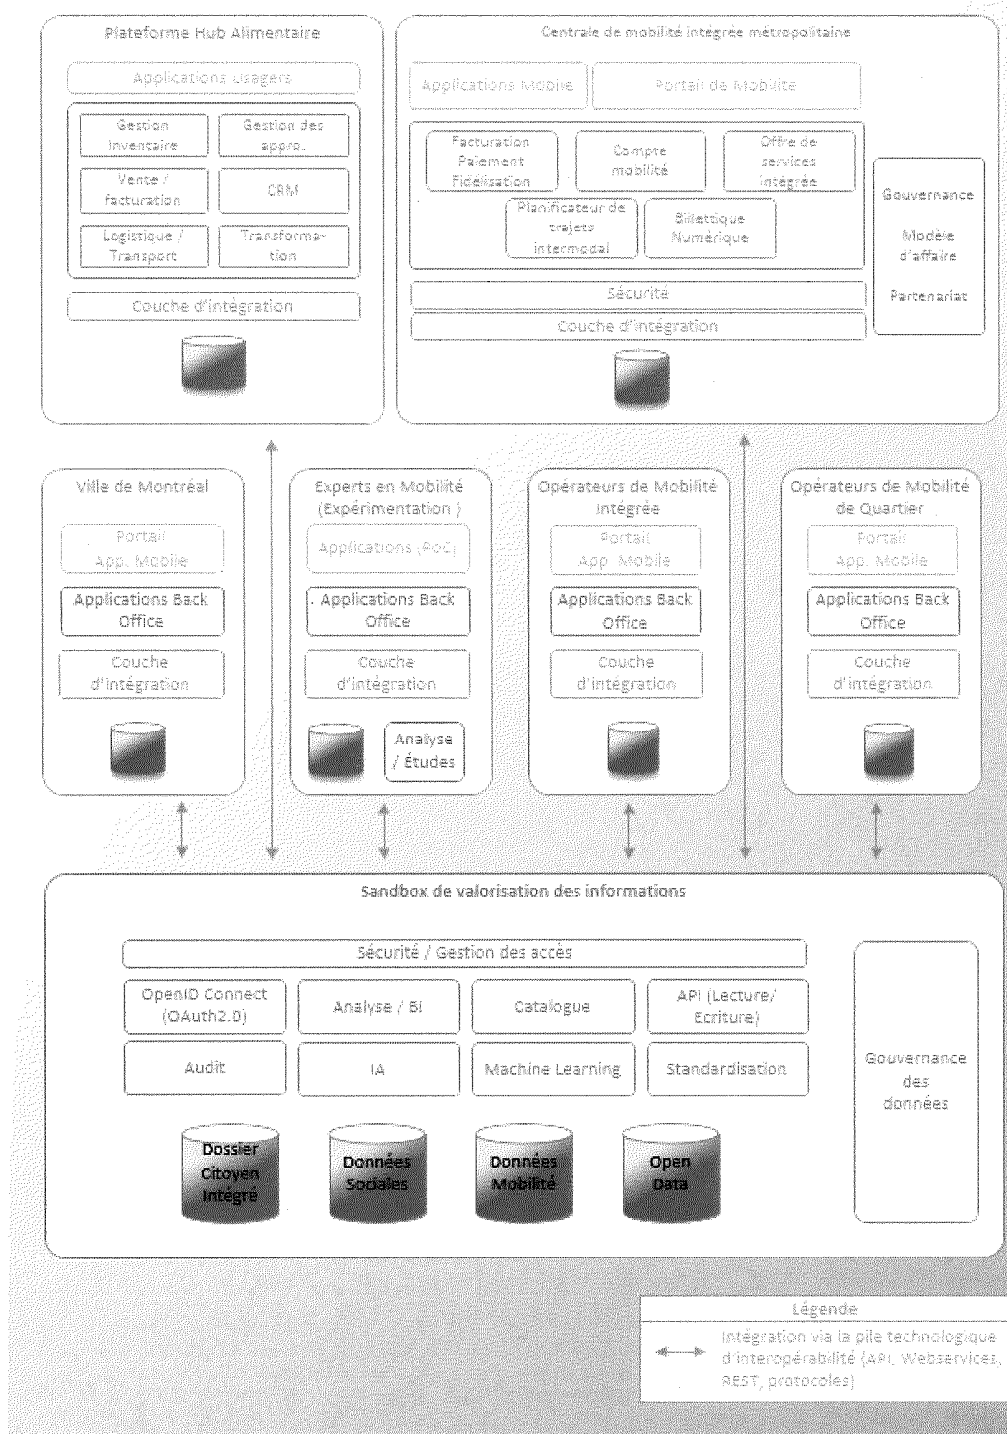 Plateforme Hub Alimentaire
Applications Usagers
Gestion
inventaire
Gestion des
appro.
Vente /
facturation
CRM
Logistique /
Transport
Transforma-
tion
Couche d'intégration
Centrale de mobilité intégrée métropolitaine
Applications Mobile
Portail de Mobilité
Facturation
Paiement
Fidélisation
Compte
mobilité
Offre de
services
intégrée
Planificateur de
trajets
intermodal
Billettique
Numérique
Sécurité
Couche d'intégration
Gouvernance
Modèle
d'affaire
Partenariat
Ville de Montréal
Portail
App. Mobile
Applications Back
Office
Couche
d'intégration
Experts en Mobilité
(Expérimentation )
Applications (PoC)
Applications Back
Office
Couche
d'intégration
Analyse
/ Études
Opérateurs de Mobilité
Intégrée
Portail
App. Mobile
Applications Back
Office
Couche
d'intégration
Opérateurs de Mobilité
de Quartier
Portail
App. Mobile
Applications Back
Office
Couche
d'intégration
Sandbox de valorisation des informations
Sécurité / Gestion des accès
OpenID Connect
(OAuth2.0)
Analyse / BI
Catalogue
API (Lecture/
Ecriture)
Audit
IA
Machine Learning
Standardisation
Gouvernance
des
données
Dossier
Citoyen
Intégré
Données
Sociales
Données
Mobilité
Open
Data
Légende
Intégration via la pile technologique
d'interopérabilité (API, Webservices,
REST, protocoles)